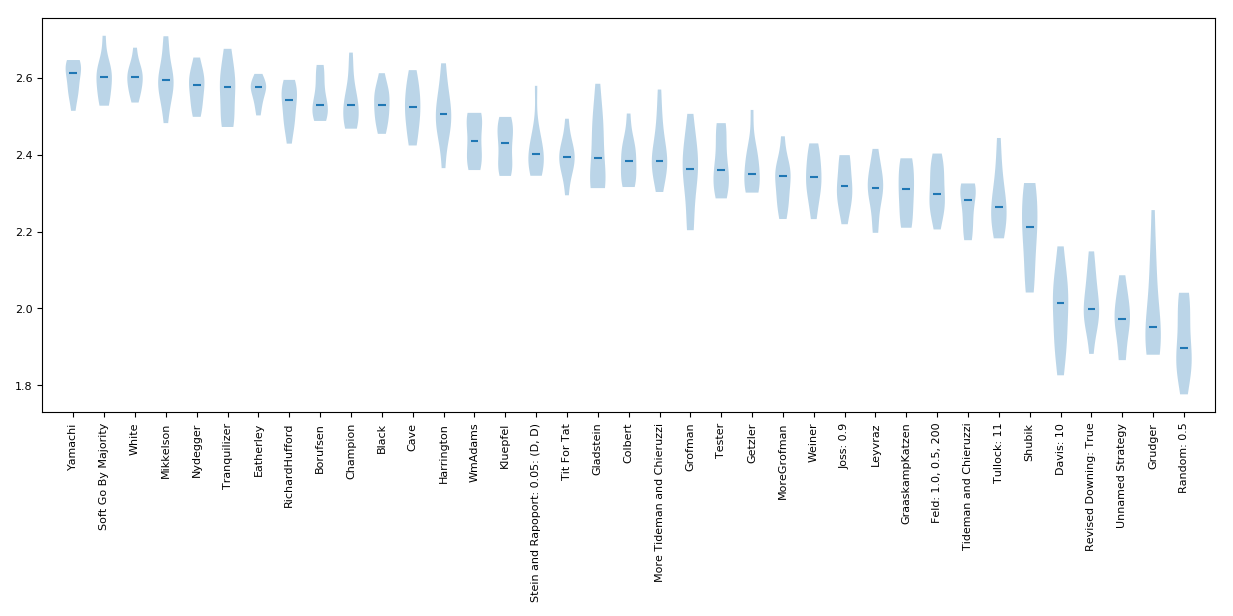 2.6
2.4
2.2
2.0
1.8
Yamachi
Soft Go By Majority
White
Mikkelson
Nydegger
Tranquilizer
Eatherley
RichardHufford
Borufsen
Champion
Black
Cave
Harrington
WmAdams
Kluepfel
Stein and Rapoport: 0.05: (D, D)
Tit For Tat
Gladstein
Colbert
More Tideman and Chieruzzi
Grofman
Tester
Getzler
MoreGrofman
Weiner
Joss: 0.9
Leyvraz
GraaskampKatzen
Feld: 1.0, 0.5, 200
Tideman and Chieruzzi
Tullock: 11
Shubik
Davis: 10
Revised Downing: True
Unnamed Strategy
Grudger
Random: 0.5